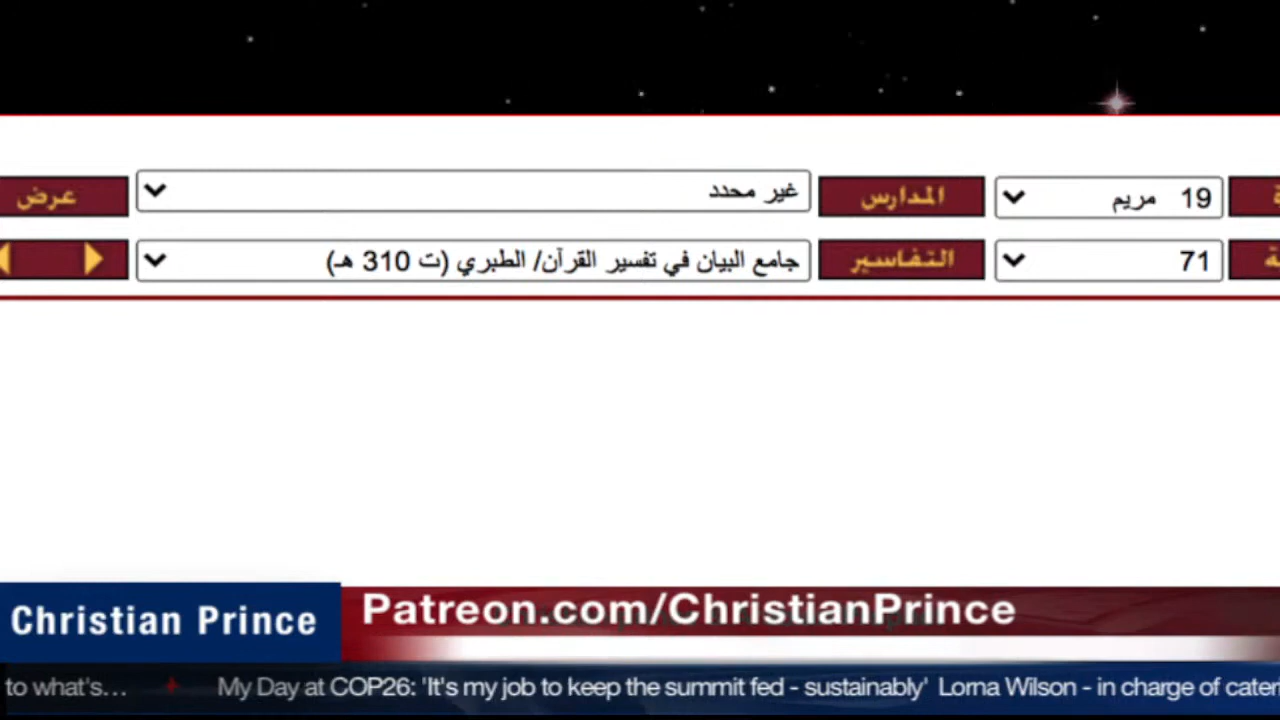 19 مريم المدارس غير محدد عرض
71 التفاسير جامع البيان في تفسير القرآن/ الطبري (ت 310 هـ)
Christian Prince
Patreon.com/ChristianPrince
to what's... My Day at COP26: 'It's my job to keep the summit fed - sustainably' Lorna Wilson - in charge of